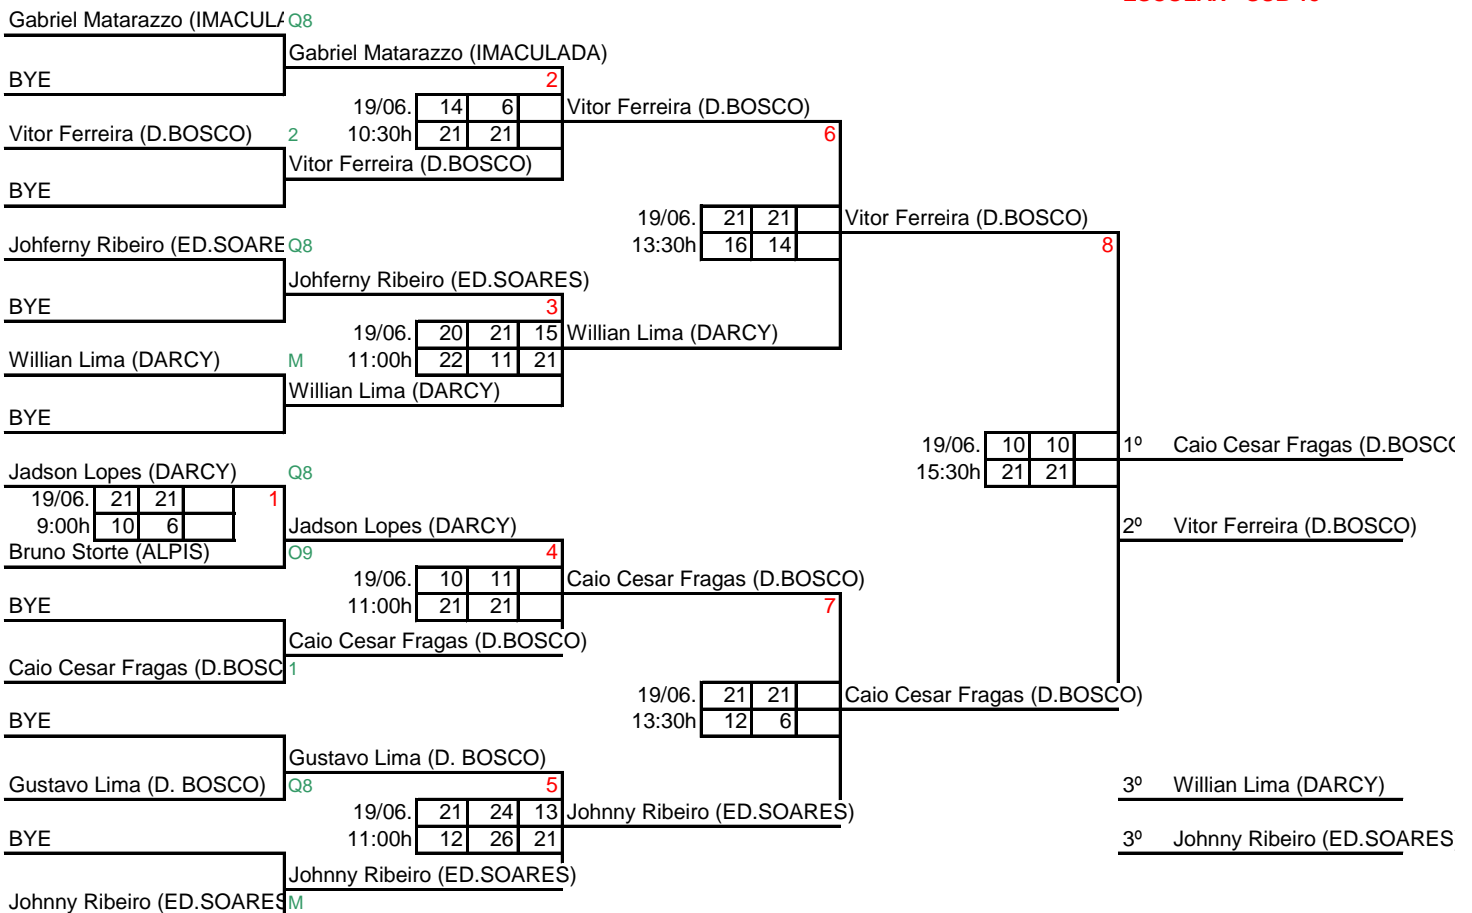 Gabriel Matarazzo (IMACUL Q8
Gabriel Matarazzo (IMACULADA)
BYE 2
19/06. 14 6 Vitor Ferreira (D.BOSCO)
Vitor Ferreira (D.BOSCO) 2 10:30h 21 21 6
Vitor Ferreira (D.BOSCO)
BYE
19/06. 21 21 Vitor Ferreira (D.BOSCO)
Johferny Ribeiro (ED.SOARE Q8 13:30h 16 14 8
Johferny Ribeiro (ED.SOARES)
BYE 3
19/06. 20 21 15 Willian Lima (DARCY)
Willian Lima (DARCY) M 11:00h 22 11 21
Willian Lima (DARCY)
BYE
19/06. 10 10 1º Caio Cesar Fragas (D.BOSC
Jadson Lopes (DARCY) Q8 15:30h 21 21
19/06. 21 21 1
9:00h 10 6 Jadson Lopes (DARCY) 2º Vitor Ferreira (D.BOSCO)
Bruno Storte (ALPIS) O9 4
19/06. 10 11 Caio Cesar Fragas (D.BOSCO)
BYE 11:00h 21 21 7
Caio Cesar Fragas (D.BOSCO)
Caio Cesar Fragas (D.BOSC 1
19/06. 21 21 Caio Cesar Fragas (D.BOSCO)
BYE 13:30h 12 6
Gustavo Lima (D. BOSCO)
Gustavo Lima (D. BOSCO) Q8 5 3º Willian Lima (DARCY)
19/06. 21 24 13 Johnny Ribeiro (ED.SOARES)
BYE 11:00h 12 26 21 3º Johnny Ribeiro (ED.SOARES
Johnny Ribeiro (ED.SOARES)
Johnny Ribeiro (ED.SOARES M